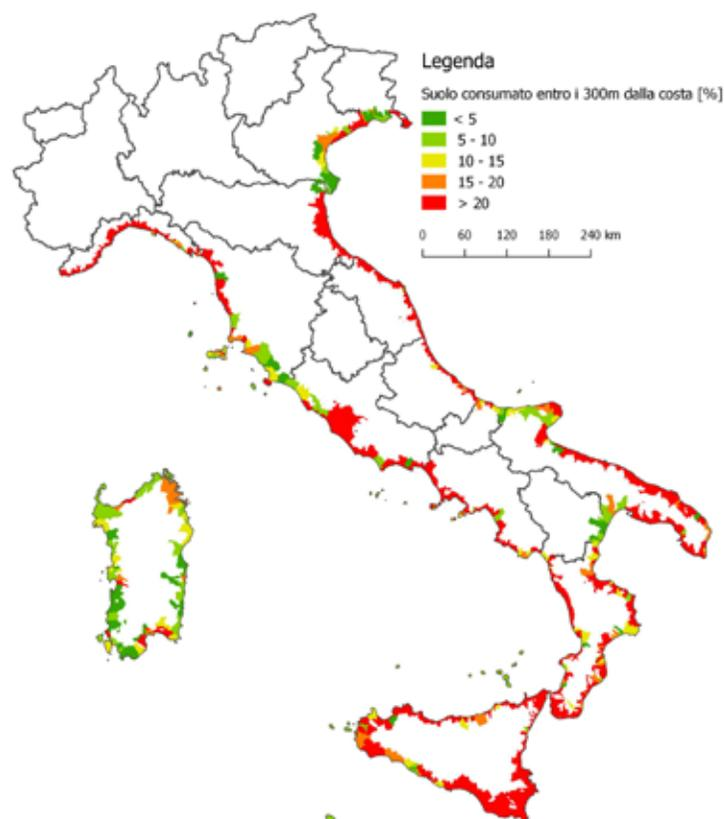 Legenda
Suolo consumato entro i 300m dalla costa [%]
< 5
5 - 10
10 - 15
15 - 20
> 20
0 60 120 180 240 km